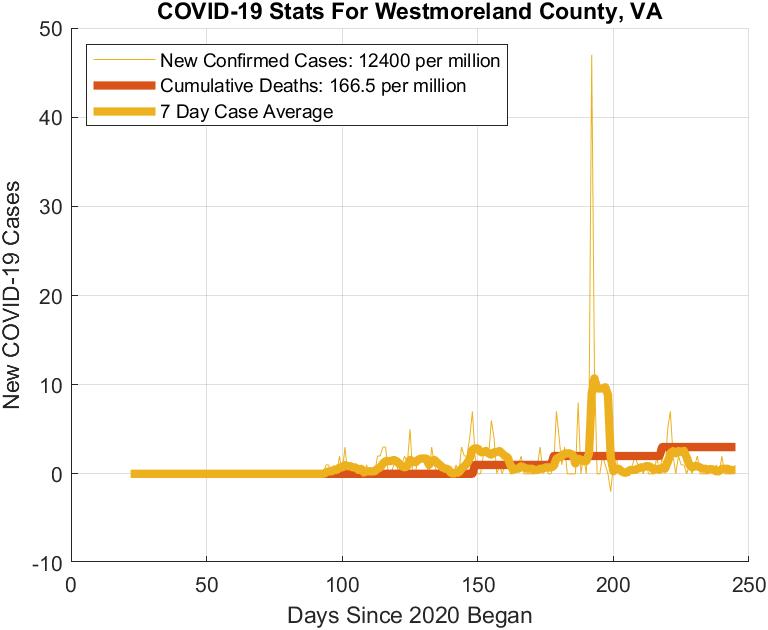 COVID-19 Stats For Westmoreland County, VA
New Confirmed Cases: 12400 per million
Cumulative Deaths: 166.5 per million
7 Day Case Average
New COVID-19 Cases
50
40
30
20
10
0
-10
0 50 100 150 200 250
Days Since 2020 Began